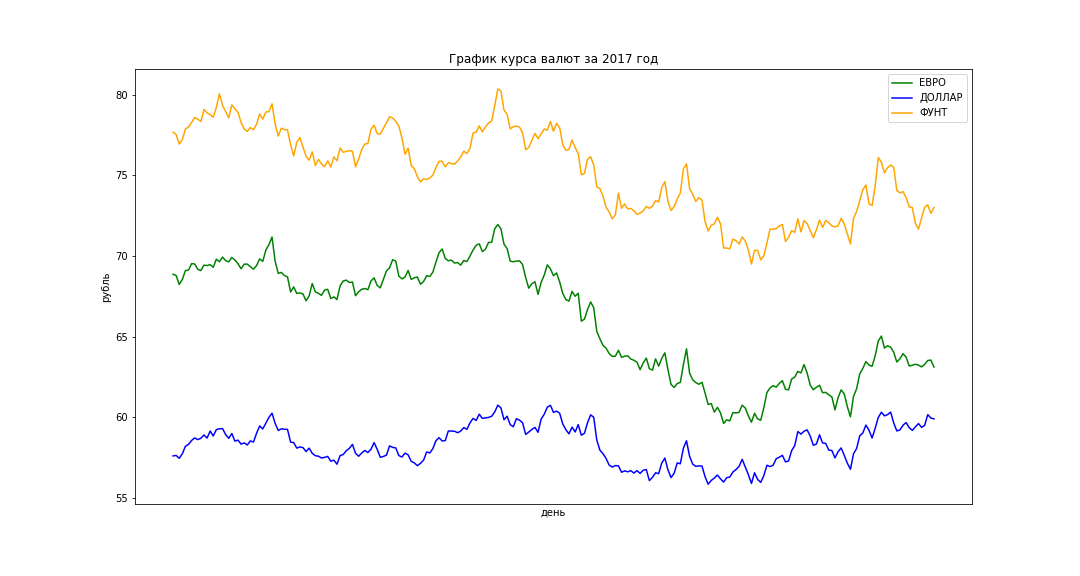 График курса валют за 2017 год
ЕВРО
ДОЛЛАР
ФУНТ
80
75
70
65
60
55
рубль
день